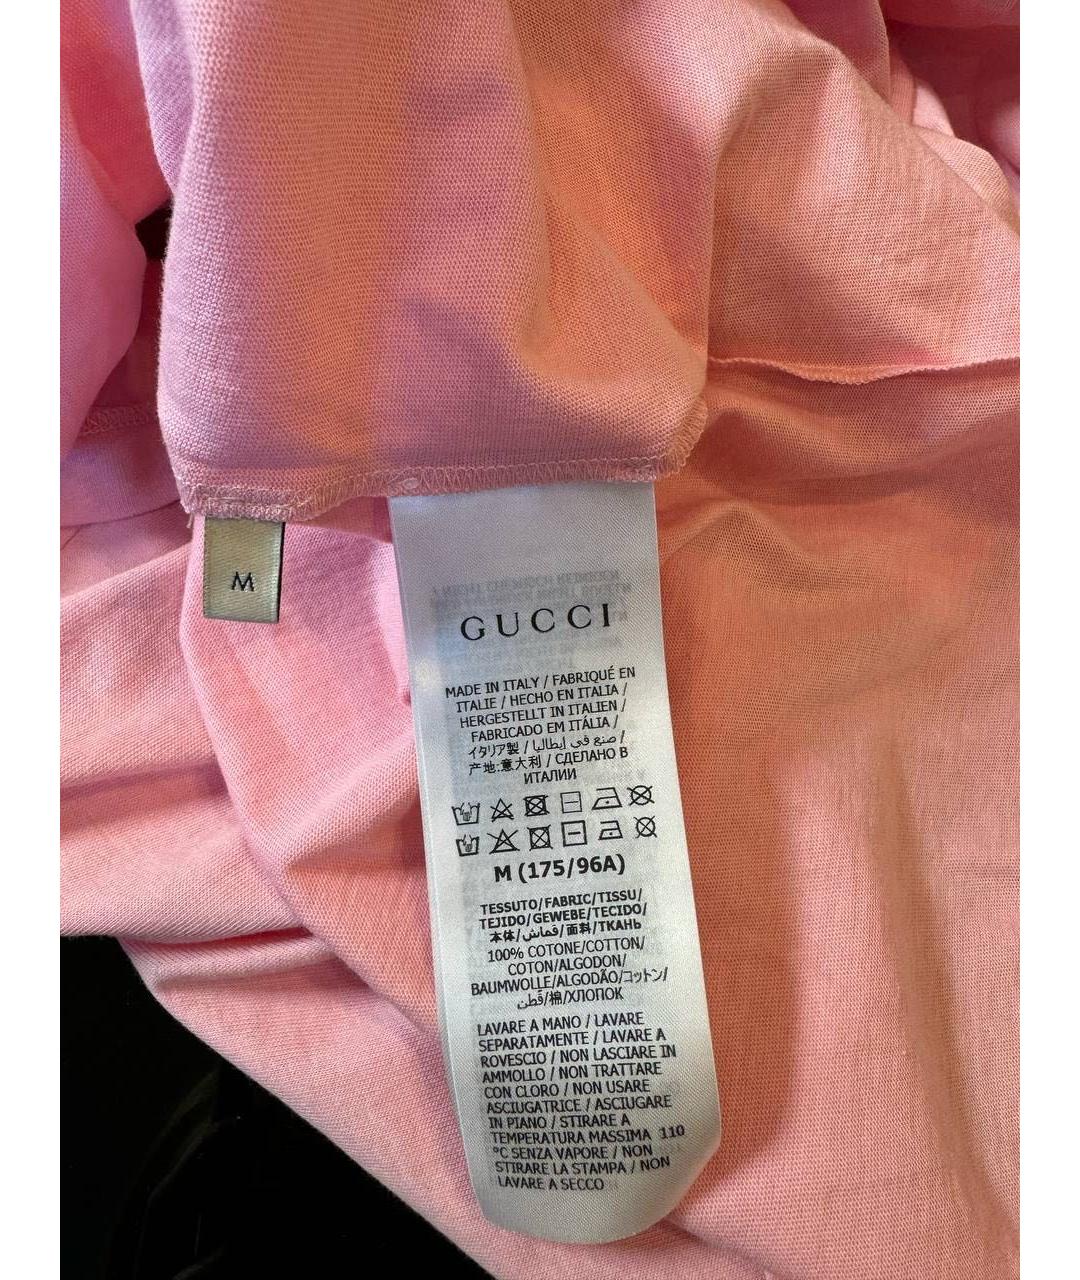 M
GUCCI
MADE IN ITALY / FABRIQUÉ EN
ITALIE / HECHO EN ITALIA /
HERGESTELLT IN ITALIEN /
FABRICADO EM ITÁLIA /
イタリア製 / صنع في إيطاليا /
产地:意大利 / СДЕЛАНО В
ИТАЛИИ
M (175/96A)
TESSUTO/FABRIC/TISSU/
TEJIDO/GEWEBE/TECIDO/
本体/قماش/面料/ТКАНЬ
100% COTONE/COTTON/
COTON/ALGODON/
BAUMWOLLE/ALGODÃO/コットン/
قطن/棉/ХЛОПОК
LAVARE A MANO / LAVARE
SEPARATAMENTE / LAVARE A
ROVESCIO / NON LASCIARE IN
AMMOLLO / NON TRATTARE
CON CLORO / NON USARE
ASCIUGATRICE / ASCIUGARE
IN PIANO / STIRARE A
TEMPERATURA MASSIMA 110
°C SENZA VAPORE / NON
STIRARE LA STAMPA / NON
LAVARE A SECCO